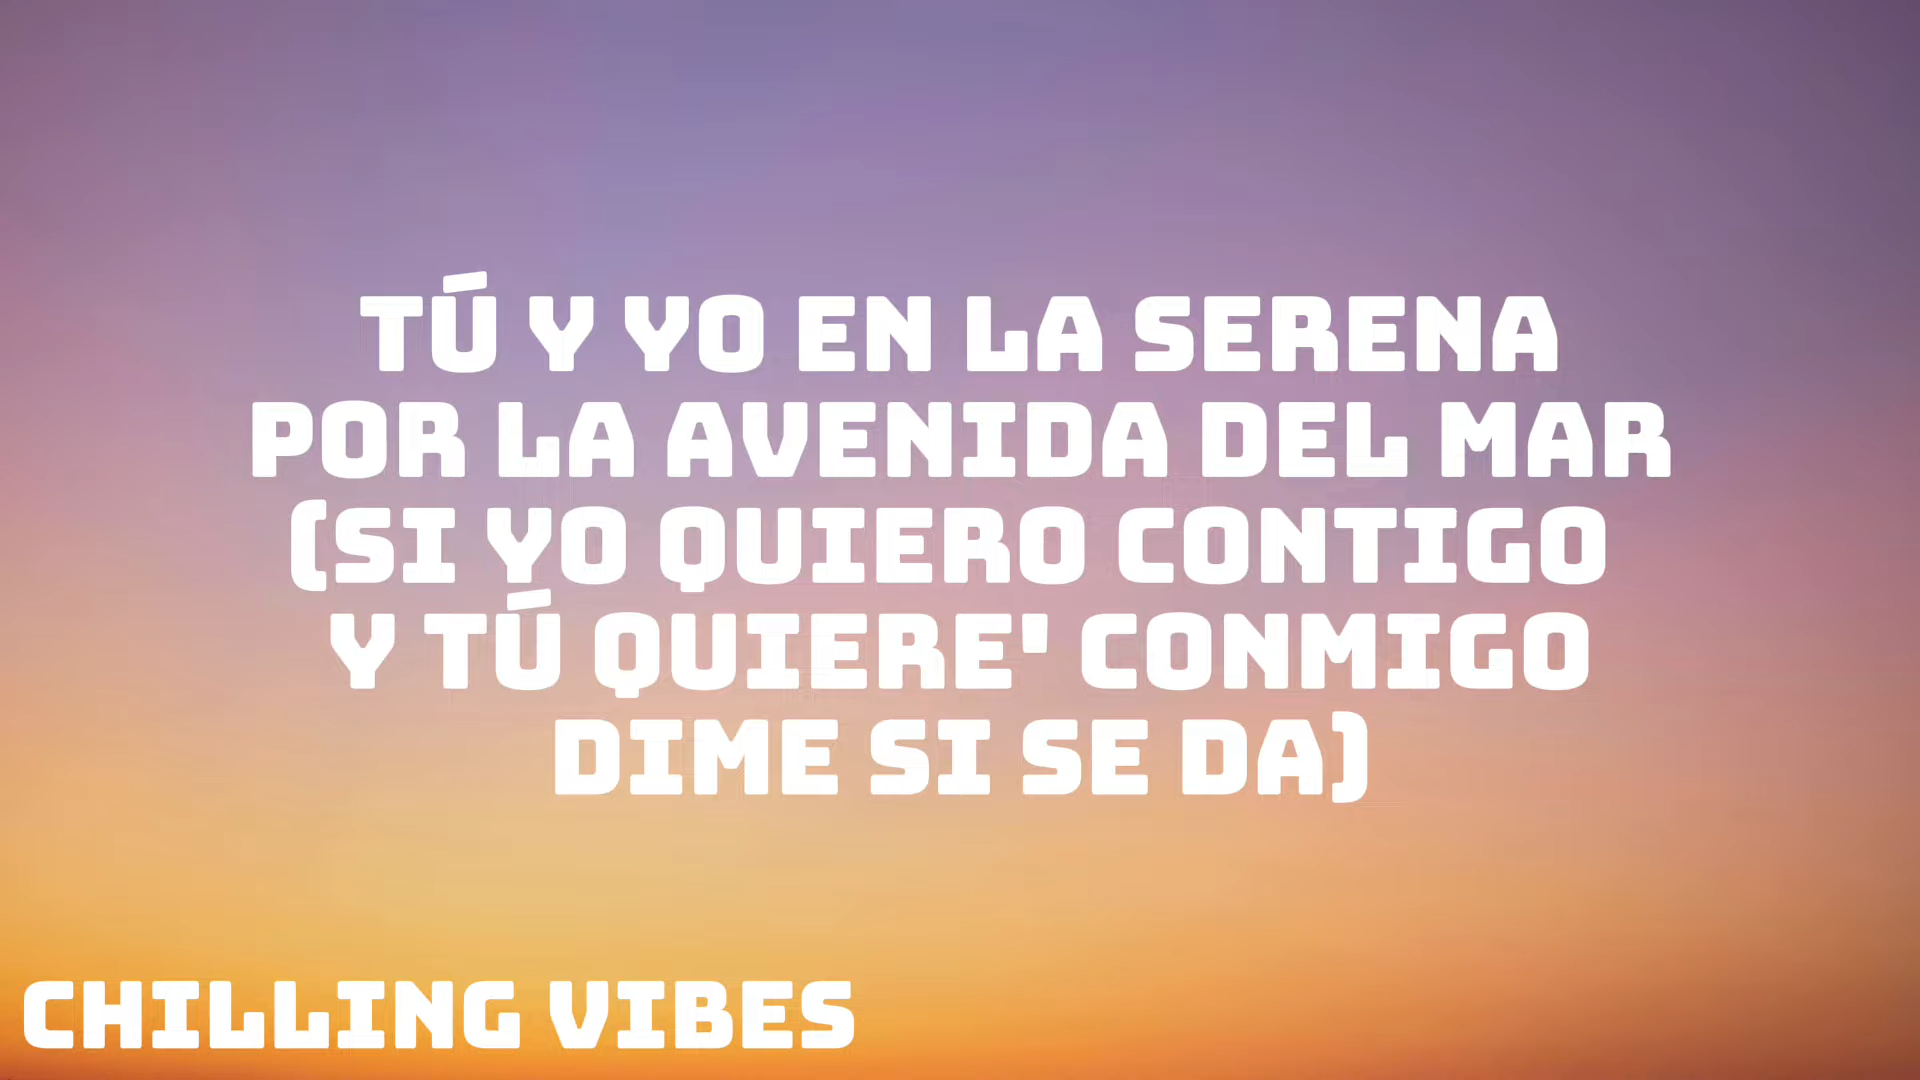 TÚ Y YO EN LA SERENA
POR LA AVENIDA DEL MAR
(SI YO QUIERO CONTIGO
Y TÚ QUIERE' CONMIGO
DIME SI SE DA)
CHILLING VIBES